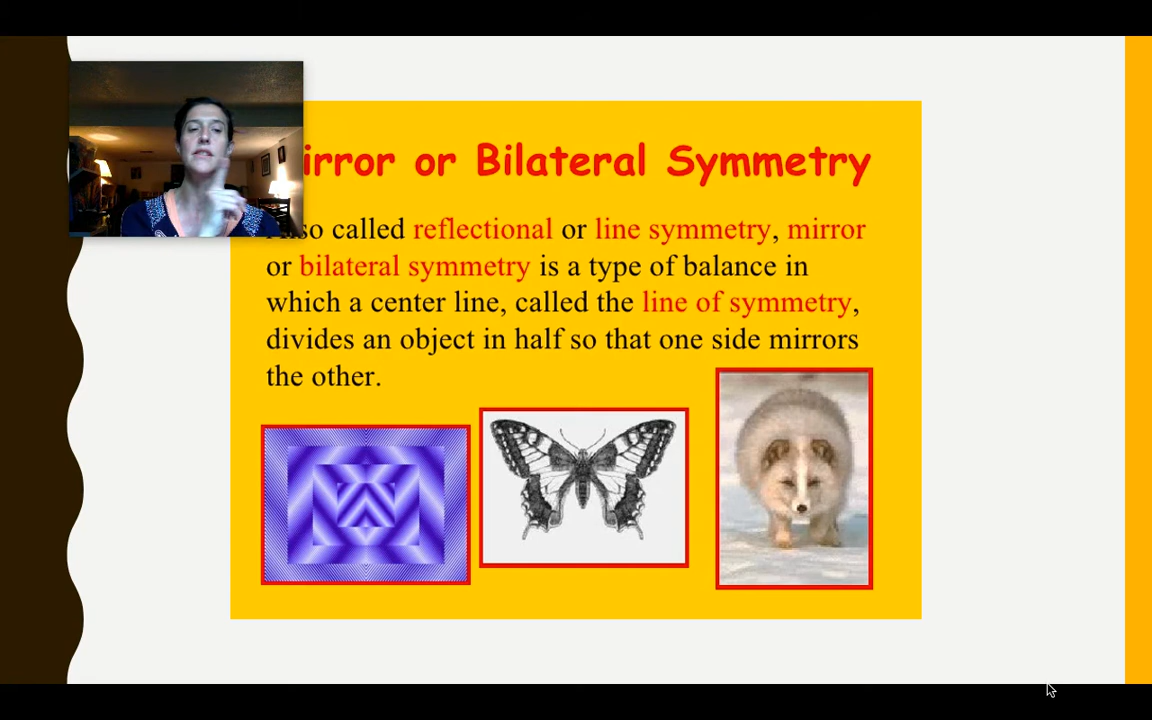 irror or Bilateral Symmetry
so called reflectional or line symmetry, mirror
or bilateral symmetry is a type of balance in
which a center line, called the line of symmetry,
divides an object in half so that one side mirrors
the other.